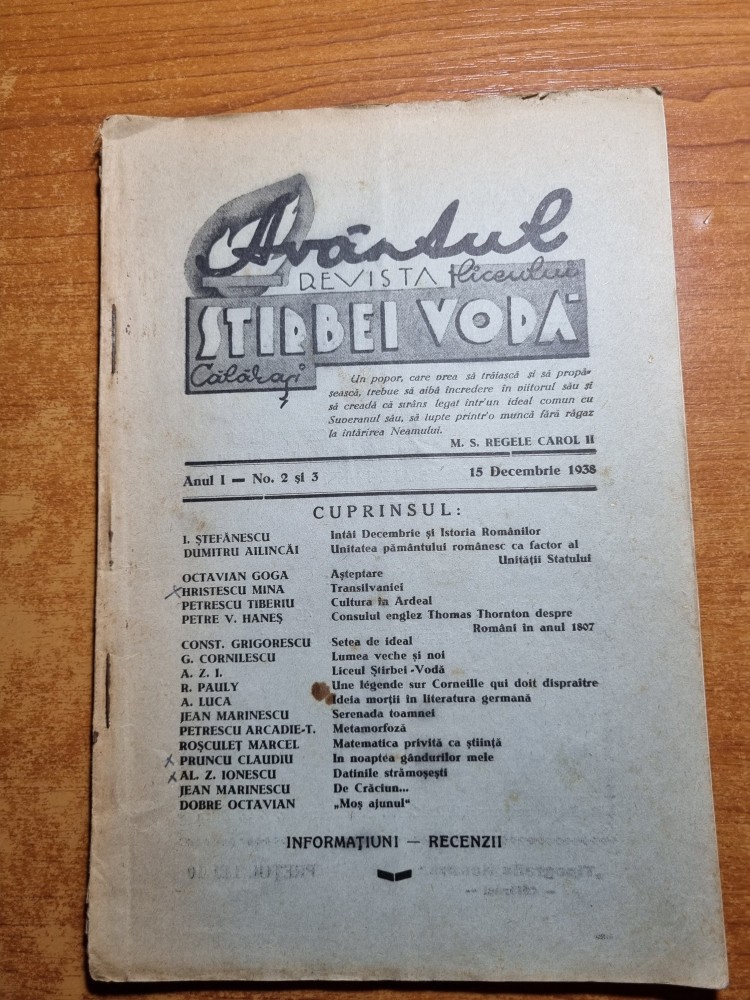 Avântul
REVISTA Liceului
STIRBEI VODĂ
Călărași
Un popor, care vrea să trăiască și să propă-
șească, trebue să aibă încredere în viitorul său și
să creadă că strâns legat într'un ideal comun cu
Suveranul său, să lupte printr'o muncă fără răgaz
la întărirea Neamului.
M. S. REGELE CAROL II
Anul I — No. 2 și 3 15 Decembrie 1938
CUPRINSUL:
I. ȘTEFĂNESCU Intâi Decembrie și Istoria Românilor
DUMITRU AILINCĂI Unitatea pământului românesc ca factor al
Unității Statului
OCTAVIAN GOGA Așteptare
HRISTESCU MINA Transilvaniei
PETRESCU TIBERIU Cultura în Ardeal
PETRE V. HANEȘ Consulul englez Thomas Thornton despre
Români în anul 1807
CONST. GRIGORESCU Setea de ideal
G. CORNILESCU Lumea veche și noi
A. Z. I. Liceul Știrbei-Vodă
R. PAULY Une légende sur Corneille qui doit dispraître
A. LUCA Ideia morții în literatura germană
JEAN MARINESCU Serenada toamnei
PETRESCU ARCADIE-T. Metamorfoză
ROȘCULEȚ MARCEL Matematica privită ca știință
PRUNCU CLAUDIU In noaptea gândurilor mele
AL. Z. IONESCU Datinile strămoșești
JEAN MARINESCU De Crăciun...
DOBRE OCTAVIAN „Moș ajunul"
INFORMAȚIUNI — RECENZII